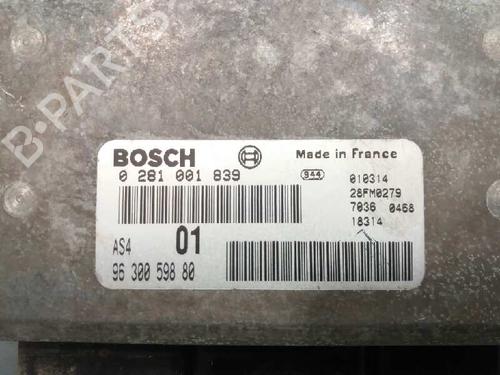 B-PARTS
BOSCH Made in France
0 281 001 839 944 010314
28FM0279
7036 0468
18314
AS4 01
96 300 598 80